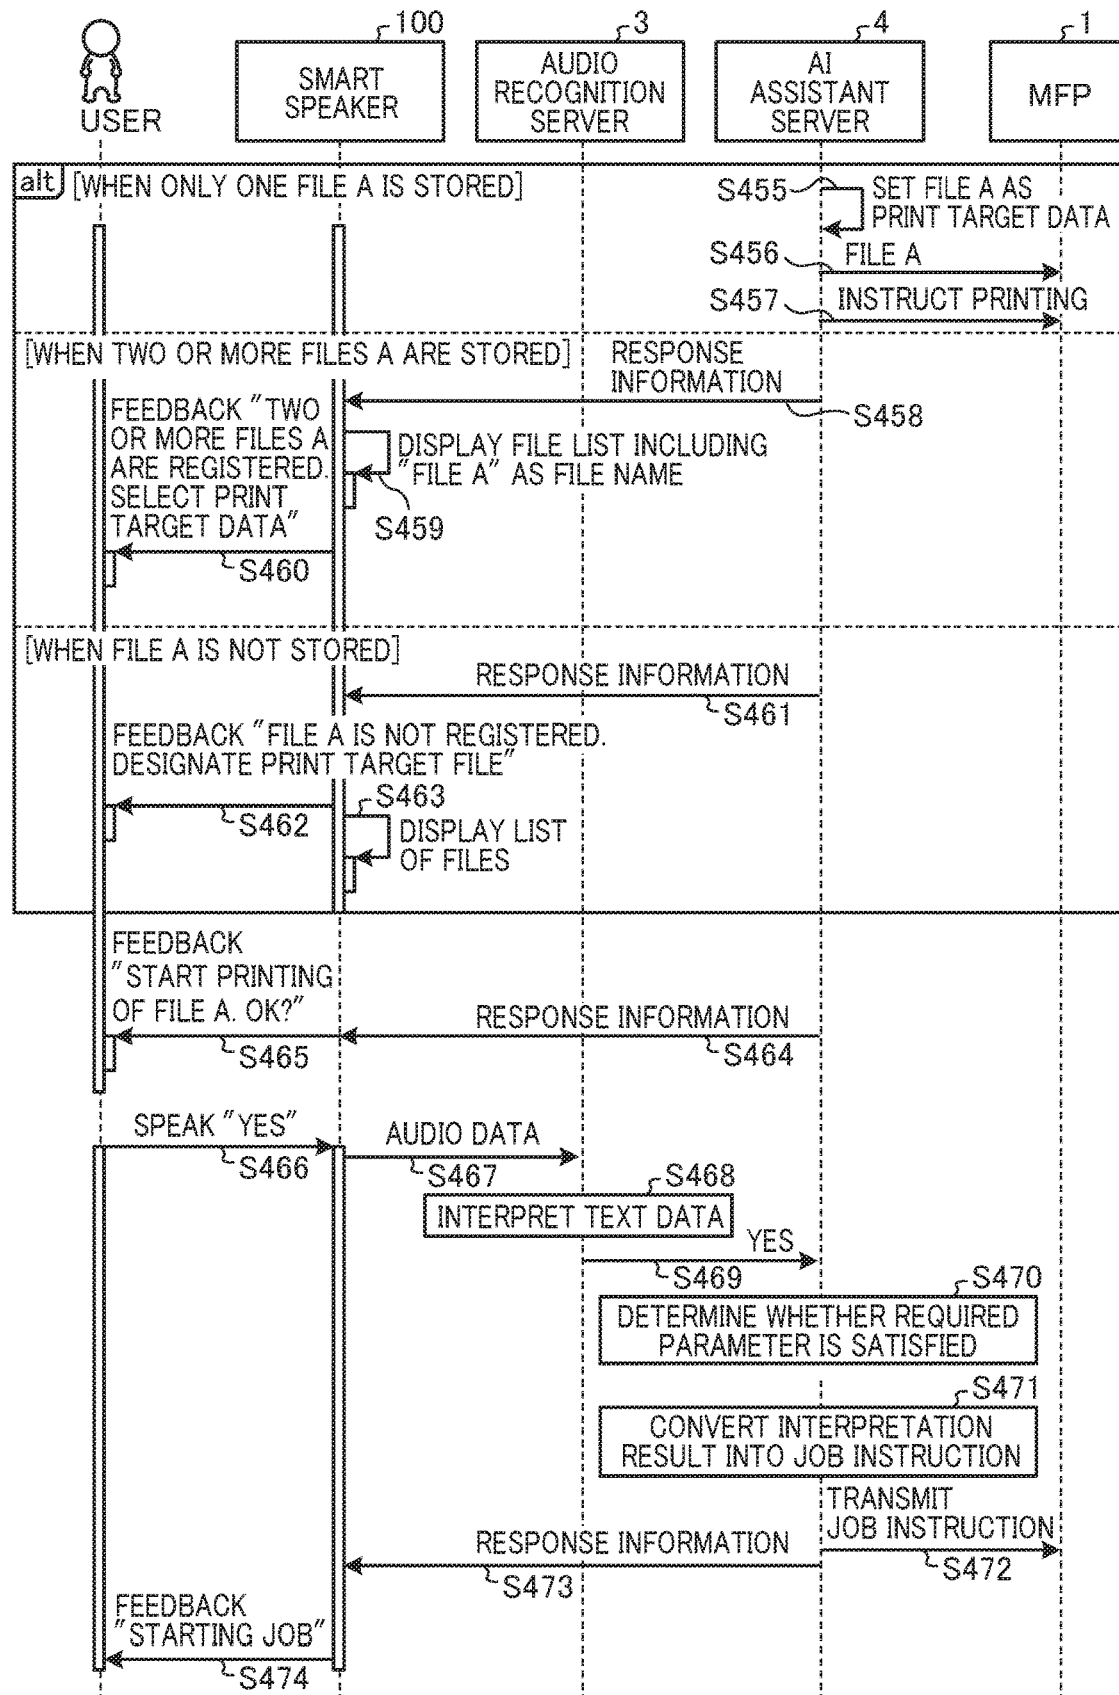 100
3
4
1
USER
SMART
SPEAKER
AUDIO
RECOGNITION
SERVER
AI
ASSISTANT
SERVER
MFP
alt
[WHEN ONLY ONE FILE A IS STORED]
S455
SET FILE A AS
PRINT TARGET DATA
S456
FILE A
S457
INSTRUCT PRINTING
[WHEN TWO OR MORE FILES A ARE STORED]
RESPONSE
INFORMATION
S458
FEEDBACK "TWO
OR MORE FILES A
ARE REGISTERED.
SELECT PRINT
TARGET DATA"
DISPLAY FILE LIST INCLUDING
"FILE A" AS FILE NAME
S459
S460
[WHEN FILE A IS NOT STORED]
RESPONSE INFORMATION
S461
FEEDBACK "FILE A IS NOT REGISTERED.
DESIGNATE PRINT TARGET FILE"
S462
S463
DISPLAY LIST
OF FILES
FEEDBACK
"START PRINTING
OF FILE A. OK?"
RESPONSE INFORMATION
S465
S464
SPEAK "YES"
S466
AUDIO DATA
S467
S468
INTERPRET TEXT DATA
YES
S469
S470
DETERMINE WHETHER REQUIRED
PARAMETER IS SATISFIED
S471
CONVERT INTERPRETATION
RESULT INTO JOB INSTRUCTION
TRANSMIT
JOB INSTRUCTION
S472
RESPONSE INFORMATION
S473
FEEDBACK
"STARTING JOB"
S474